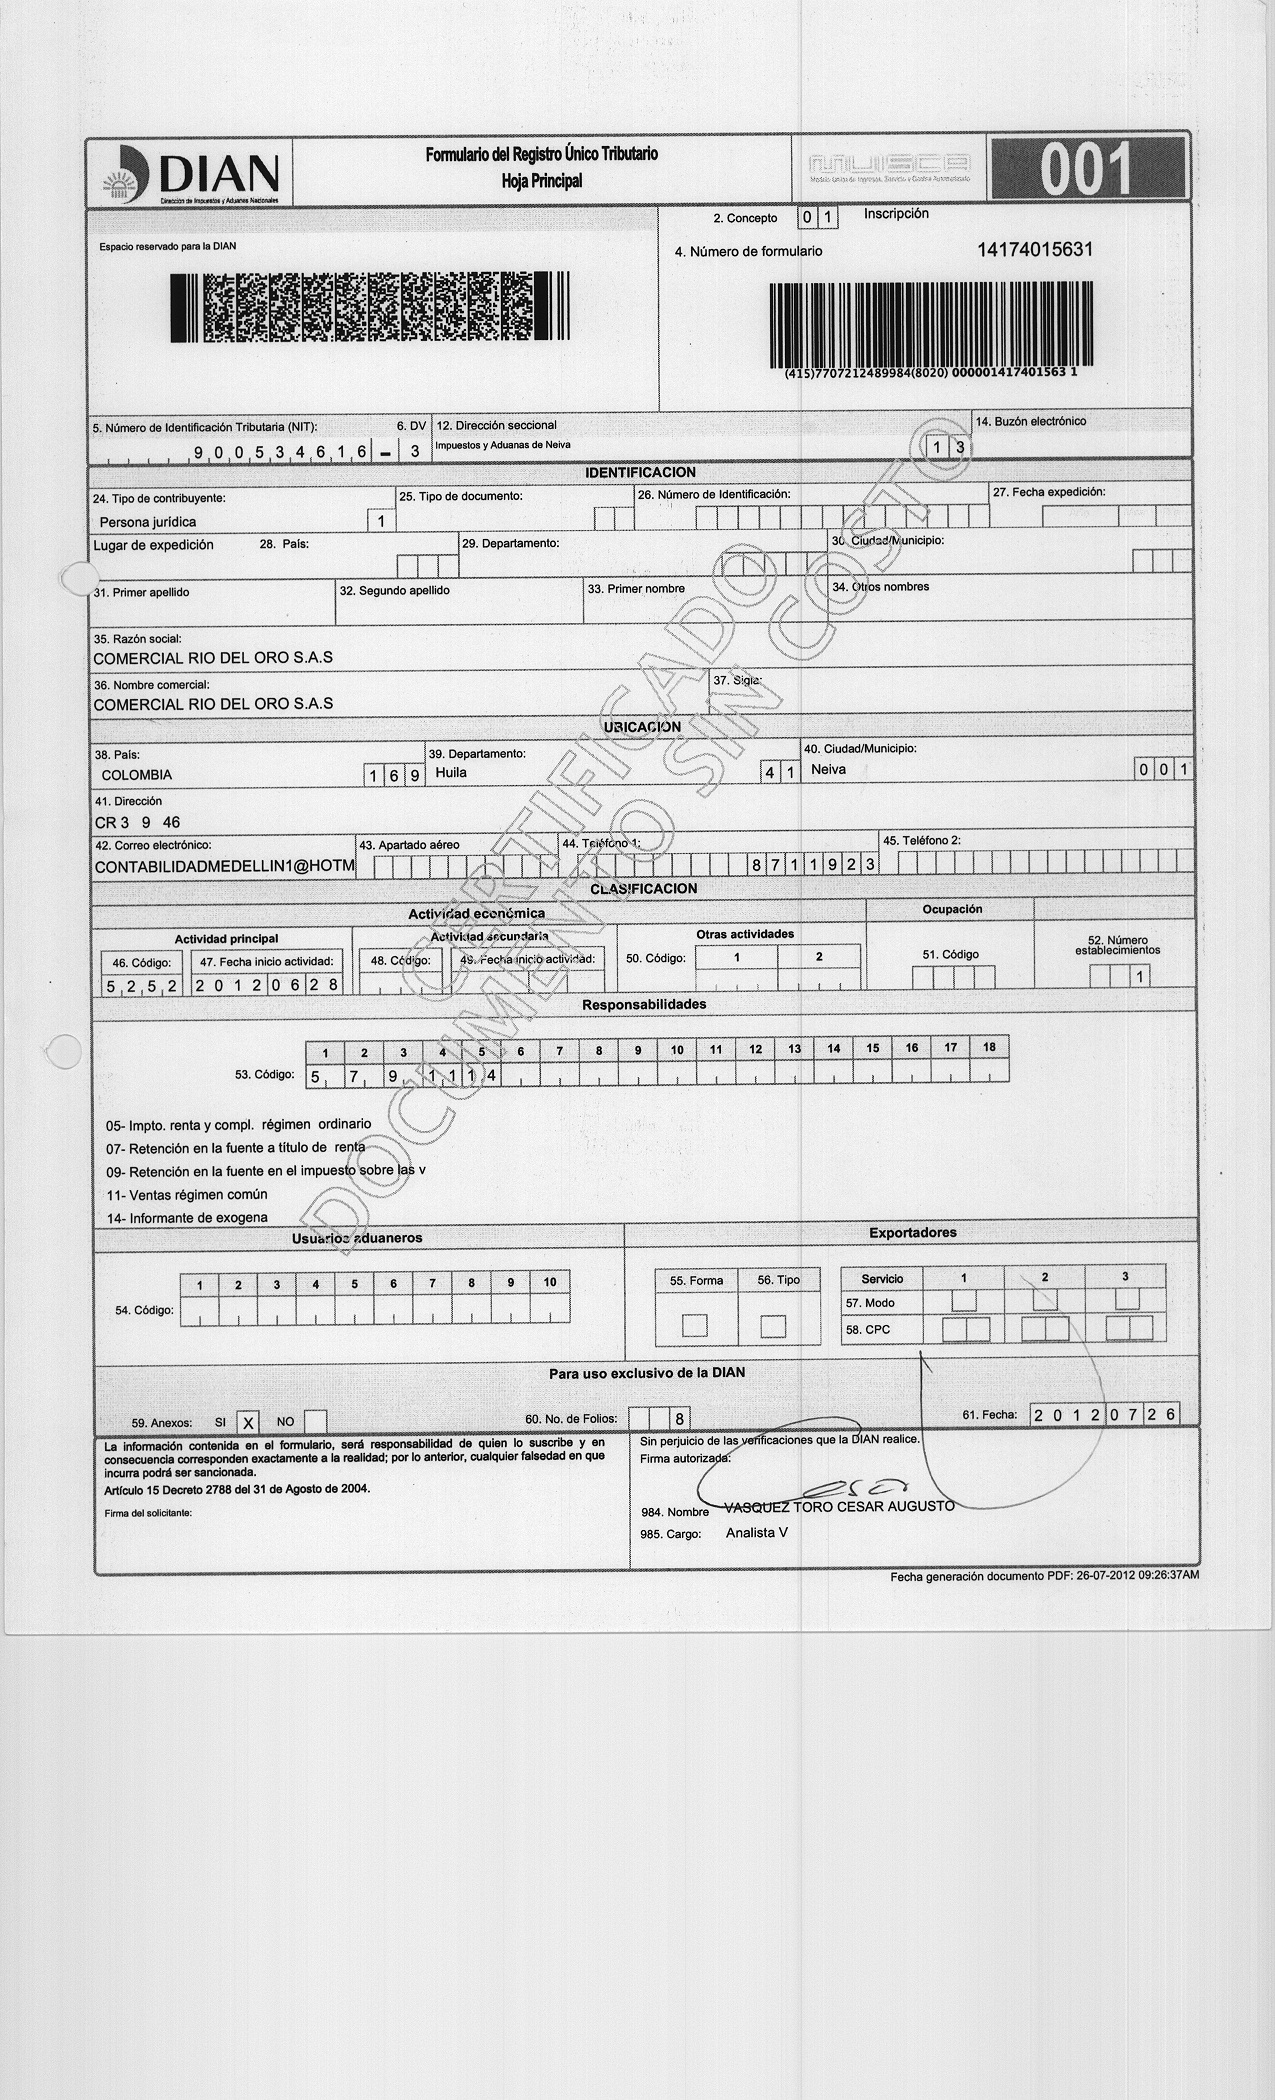 DIAN
Dirección de Impuestos y Aduanas Nacionales
Formulario del Registro Único Tributario
Hoja Principal
MUISCA
Modelo Único de Ingresos, Servicio y Control Automatizado
001
2. Concepto 0 1 Inscripción
Espacio reservado para la DIAN
4. Número de formulario 14174015631
(415)7707212489984(8020) 000001417401563 1
5. Número de Identificación Tributaria (NIT): 6. DV 12. Dirección seccional 14. Buzón electrónico
9 0 0 5 3 4 6 1 6 - 3 Impuestos y Aduanas de Neiva 1 3
IDENTIFICACION
24. Tipo de contribuyente: 25. Tipo de documento: 26. Número de Identificación: 27. Fecha expedición:
Persona jurídica 1
Lugar de expedición 28. País: 29. Departamento: 30. Ciudad/Municipio:
31. Primer apellido 32. Segundo apellido 33. Primer nombre 34. Otros nombres
35. Razón social:
COMERCIAL RIO DEL ORO S.A.S
36. Nombre comercial: 37. Sigla:
COMERCIAL RIO DEL ORO S.A.S
UBICACION
38. País: 39. Departamento: 40. Ciudad/Municipio:
COLOMBIA 1 6 9 Huila 4 1 Neiva 0 0 1
41. Dirección
CR 3 9 46
42. Correo electrónico: 43. Apartado aéreo 44. Teléfono 1: 45. Teléfono 2:
CONTABILIDADMEDELLIN1@HOTM 8 7 1 1 9 2 3
CLASIFICACION
Actividad económica Ocupación
Actividad principal Actividad secundaria Otras actividades 52. Número establecimientos
46. Código: 47. Fecha inicio actividad: 48. Código: 49. Fecha inicio actividad: 50. Código: 1 2 51. Código
5 2 5 2 2 0 1 2 0 6 2 8 1
Responsabilidades
1 2 3 4 5 6 7 8 9 10 11 12 13 14 15 16 17 18
53. Código: 5 7 9 1 1 1 4
05- Impto. renta y compl. régimen ordinario
07- Retención en la fuente a título de renta
09- Retención en la fuente en el impuesto sobre las v
11- Ventas régimen común
14- Informante de exogena
CERTIFICADO
DOCUMENTO SIN COSTO
Usuarios aduaneros Exportadores
1 2 3 4 5 6 7 8 9 10 55. Forma 56. Tipo Servicio 1 2 3
54. Código: 57. Modo
58. CPC
Para uso exclusivo de la DIAN
59. Anexos: SI X NO 60. No. de Folios: 8 61. Fecha: 2 0 1 2 0 7 2 6
La información contenida en el formulario, será responsabilidad de quien lo suscribe y en
consecuencia corresponden exactamente a la realidad; por lo anterior, cualquier falsedad en que
incurra podrá ser sancionada.
Artículo 15 Decreto 2788 del 31 de Agosto de 2004.
Firma del solicitante:
Sin perjuicio de las verificaciones que la DIAN realice.
Firma autorizada:
984. Nombre VASQUEZ TORO CESAR AUGUSTO
985. Cargo: Analista V
Fecha generación documento PDF: 26-07-2012 09:26:37AM